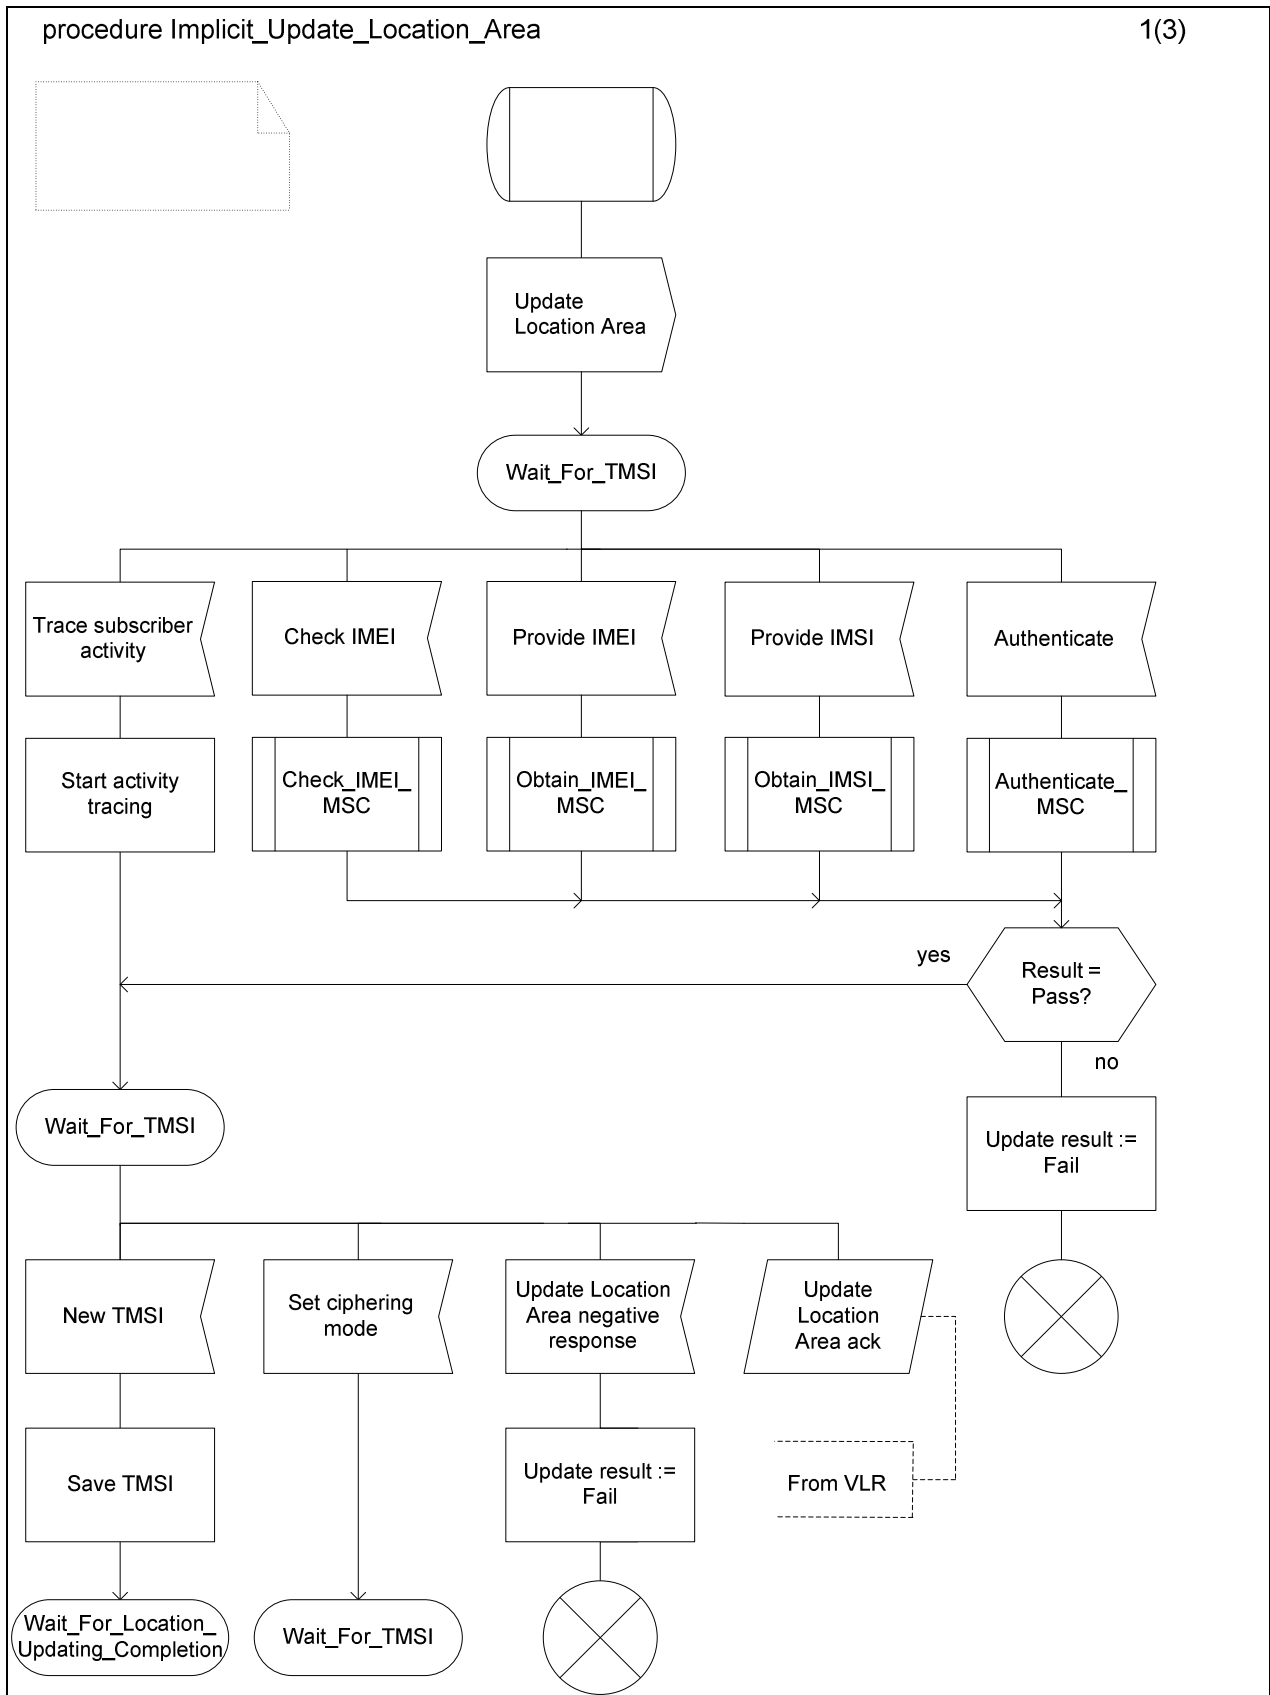 procedure Implicit_Update_Location_Area
1(3)
Update
Location Area
Wait_For_TMSI
Trace subscriber
activity
Check IMEI
Provide IMEI
Provide IMSI
Authenticate
Start activity
tracing
Check_IMEI_
MSC
Obtain_IMEI_
MSC
Obtain_IMSI_
MSC
Authenticate_
MSC
yes
Result =
Pass?
no
Wait_For_TMSI
Update result :=
Fail
New TMSI
Set ciphering
mode
Update Location
Area negative
response
Update
Location
Area ack
Save TMSI
Update result :=
Fail
From VLR
Wait_For_Location_
Updating_Completion
Wait_For_TMSI